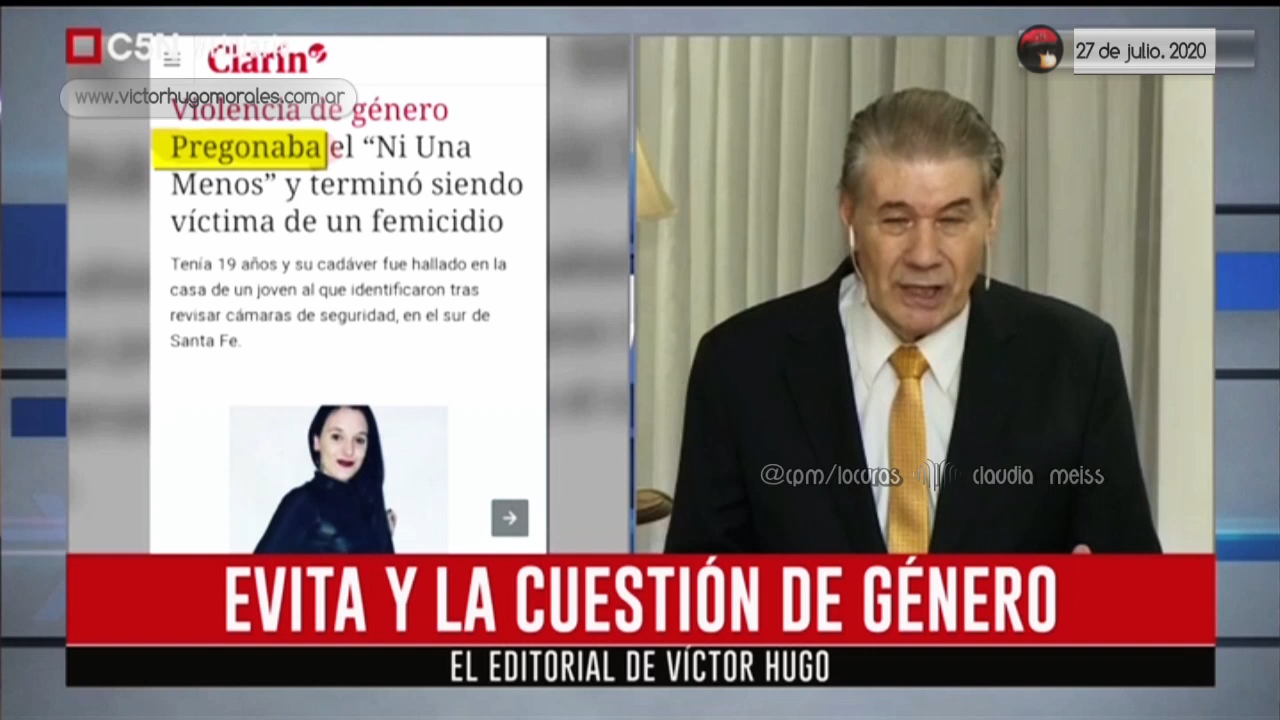 C5N
Clarín
27 de julio. 2020
www.victorhugomorales.com.ar
Violencia de género
Pregonaba el “Ni Una
Menos” y terminó siendo
víctima de un femicidio
Tenía 19 años y su cadáver fue hallado en la
casa de un joven al que identificaron tras
revisar cámaras de seguridad, en el sur de
Santa Fe.
@cpm/locuras claudia meiss
EVITA Y LA CUESTIÓN DE GÉNERO
EL EDITORIAL DE VÍCTOR HUGO